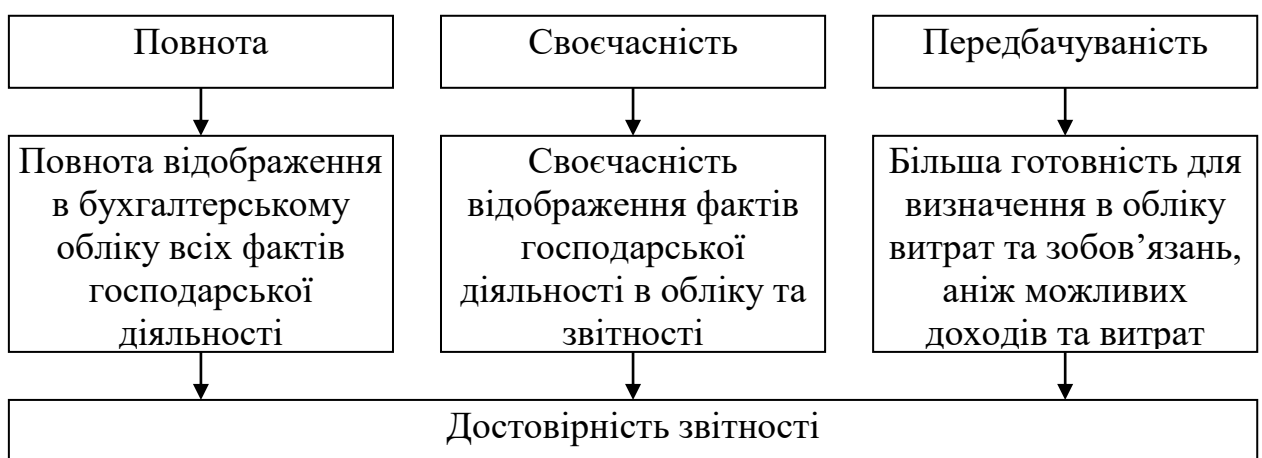 Повнота
Своєчасність
Передбачуваність
Повнота відображення
в бухгалтерському
обліку всіх фактів
господарської
діяльності
Своєчасність
відображення фактів
господарської
діяльності в обліку та
звітності
Більша готовність для
визначення в обліку
витрат та зобов’язань,
аніж можливих
доходів та витрат
Достовірність звітності